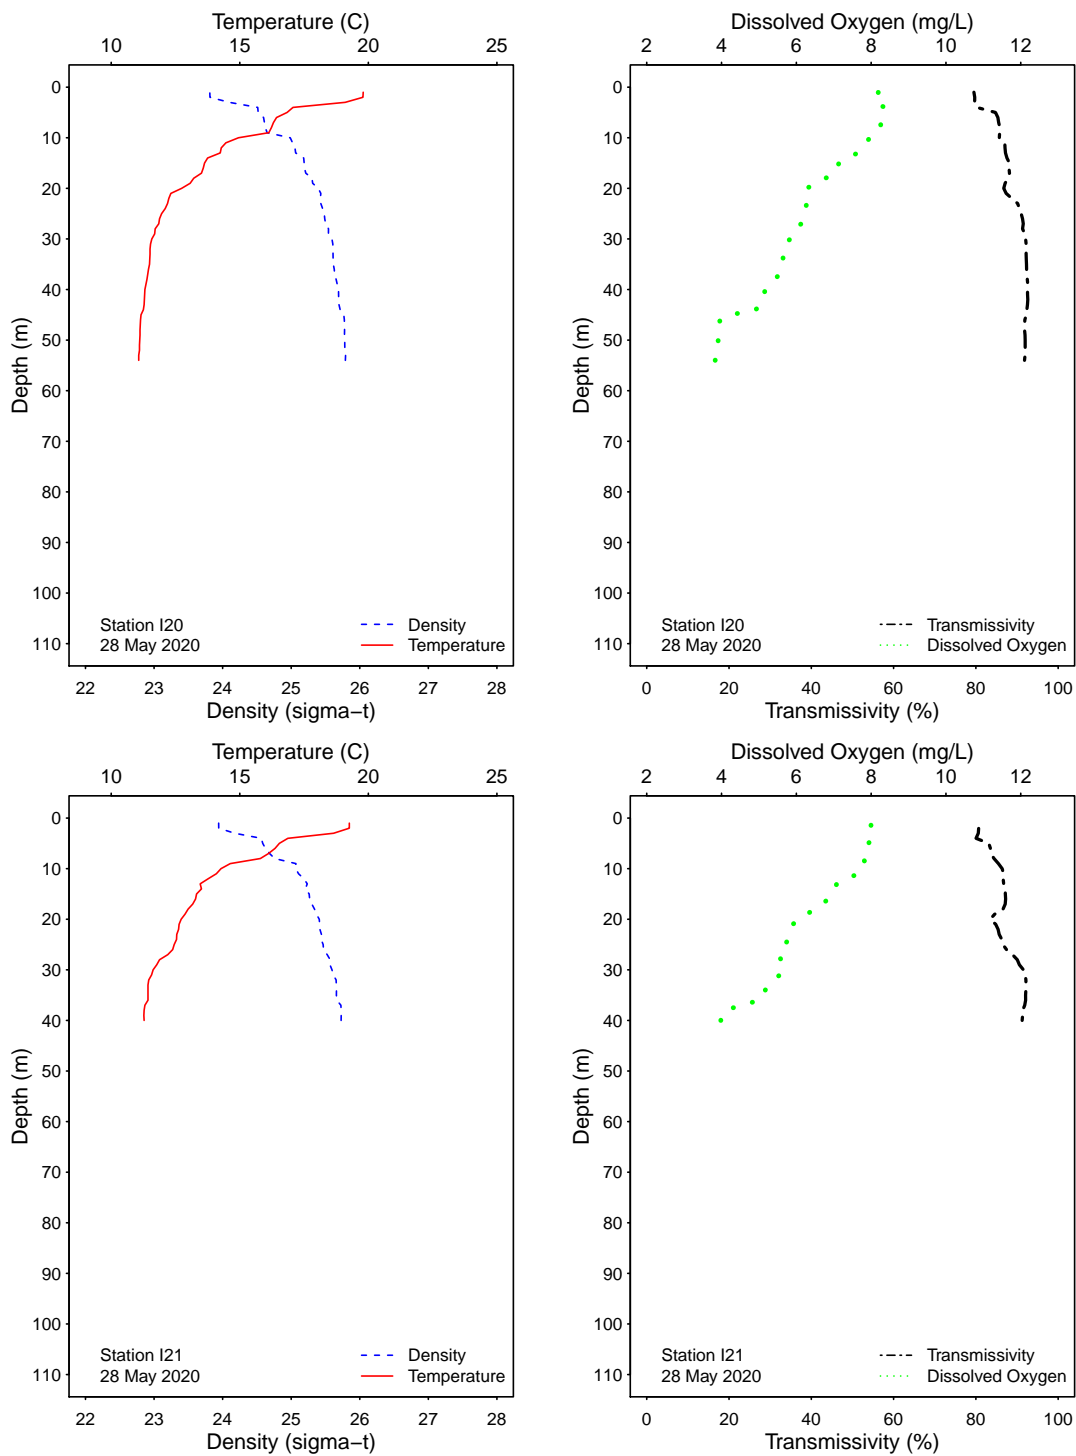 Temperature (C)
10 15 20 25
0
10
20
30
40
50
60
70
80
90
100
110
Depth (m)
Station I20
28 May 2020
Density
Temperature
22 23 24 25 26 27 28
Density (sigma−t)
Dissolved Oxygen (mg/L)
2 4 6 8 10 12
0
10
20
30
40
50
60
70
80
90
100
110
Depth (m)
Station I20
28 May 2020
Transmissivity
Dissolved Oxygen
0 20 40 60 80 100
Transmissivity (%)
Temperature (C)
10 15 20 25
0
10
20
30
40
50
60
70
80
90
100
110
Depth (m)
Station I21
28 May 2020
Density
Temperature
22 23 24 25 26 27 28
Density (sigma−t)
Dissolved Oxygen (mg/L)
2 4 6 8 10 12
0
10
20
30
40
50
60
70
80
90
100
110
Depth (m)
Station I21
28 May 2020
Transmissivity
Dissolved Oxygen
0 20 40 60 80 100
Transmissivity (%)